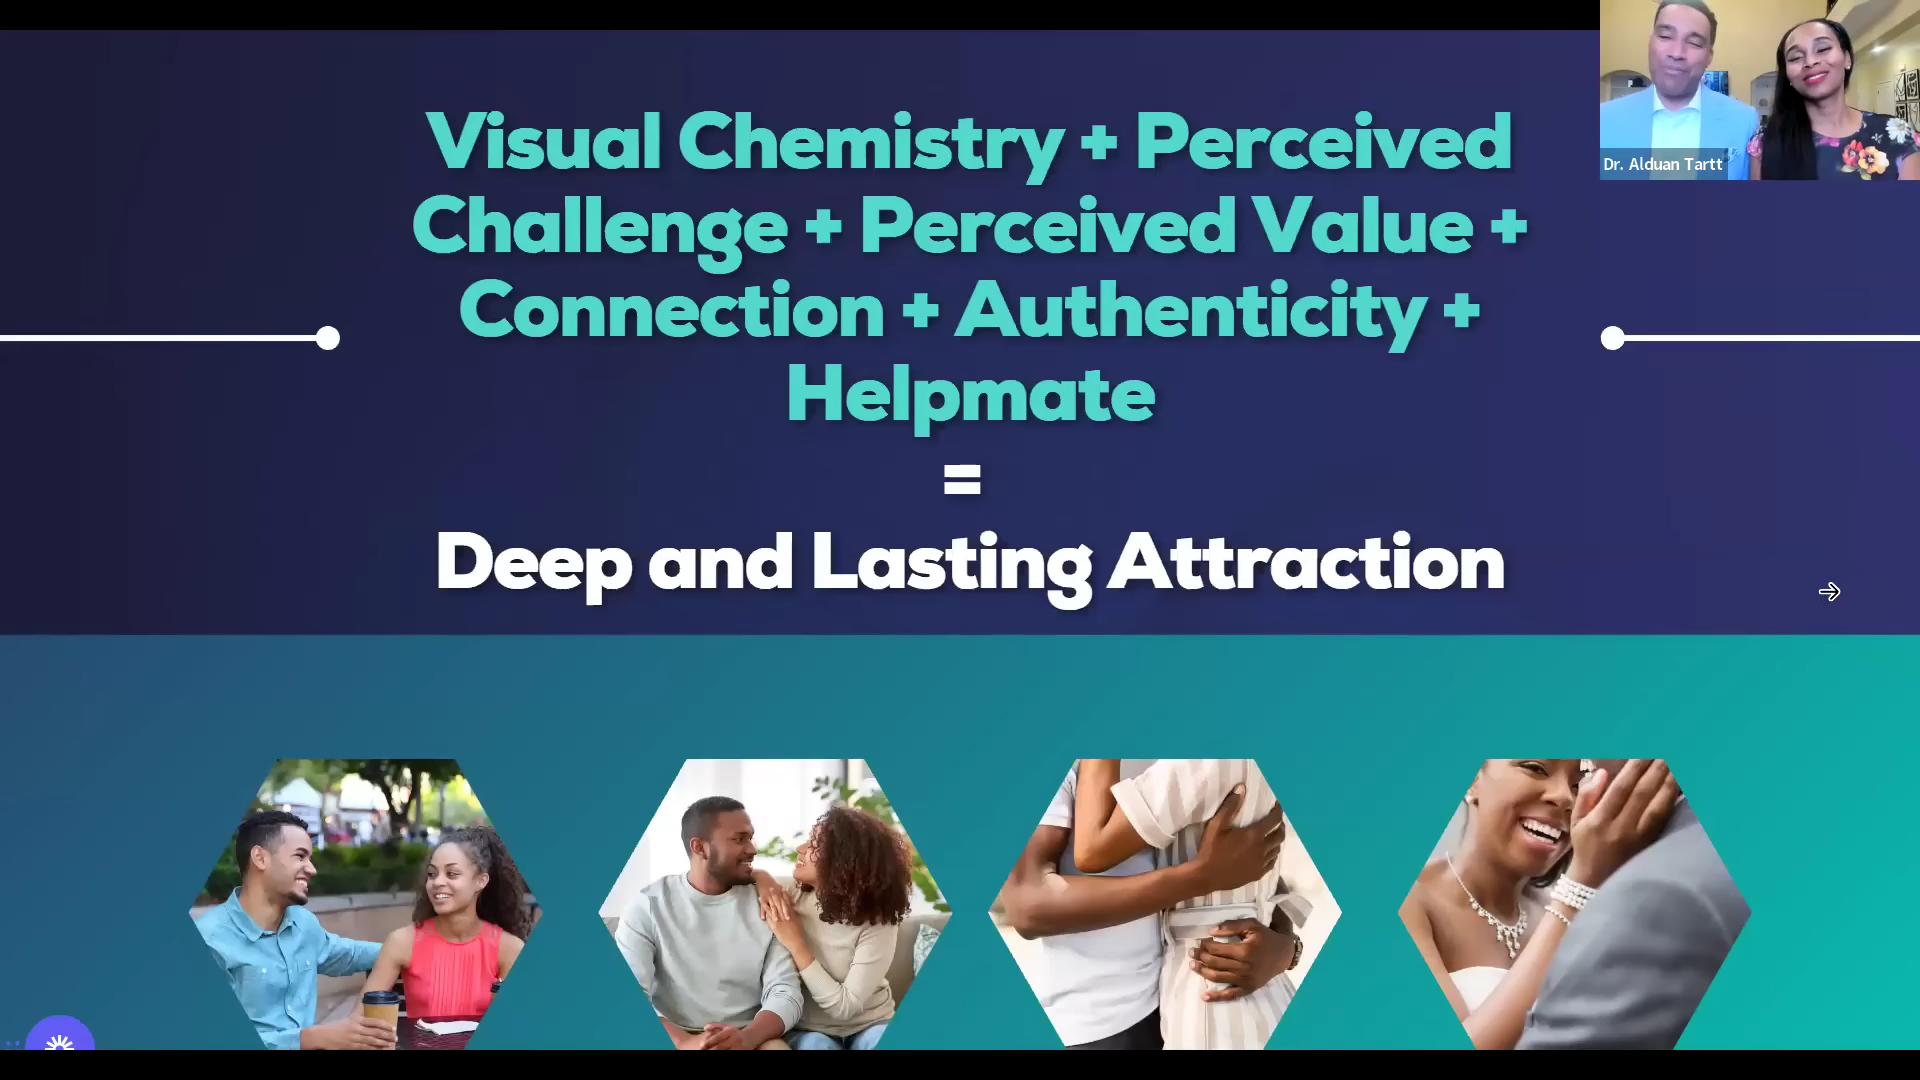 Visual Chemistry + Perceived
Challenge + Perceived Value +
Connection + Authenticity +
Helpmate
=
Deep and Lasting Attraction
Dr. Alduan Tartt